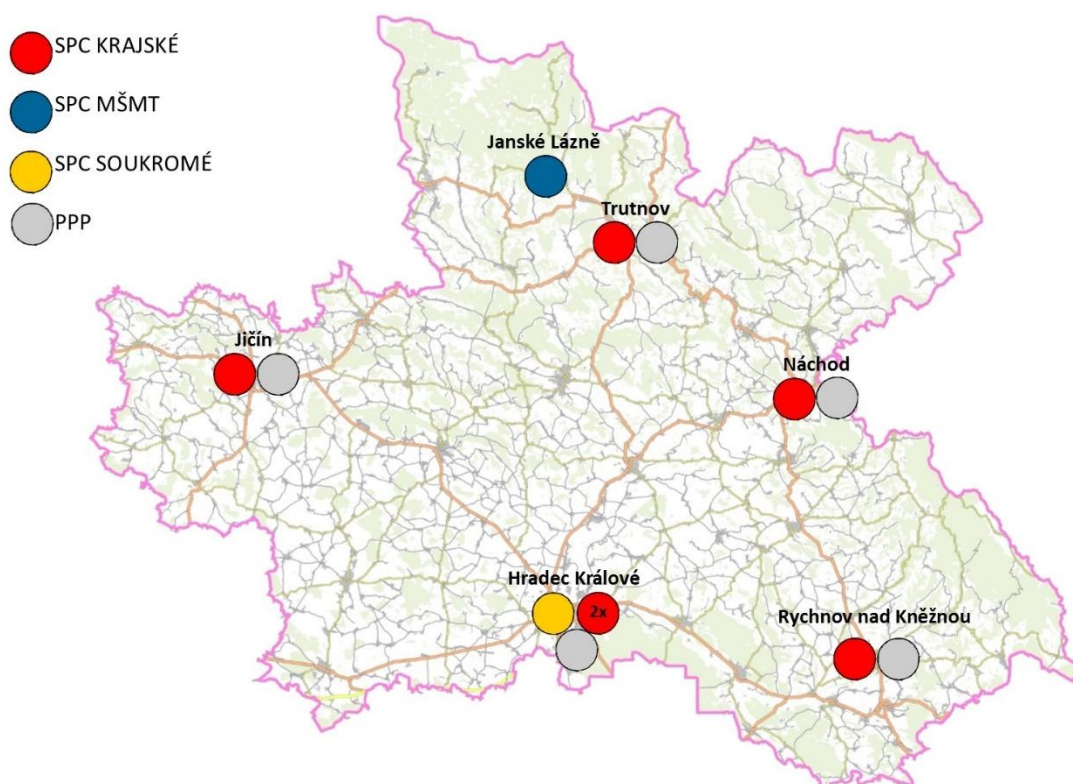 SPC KRAJSKÉ
SPC MŠMT
SPC SOUKROMÉ
PPP
Janské Lázně
Trutnov
Jičín
Náchod
Hradec Králové
2x
Rychnov nad Kněžnou